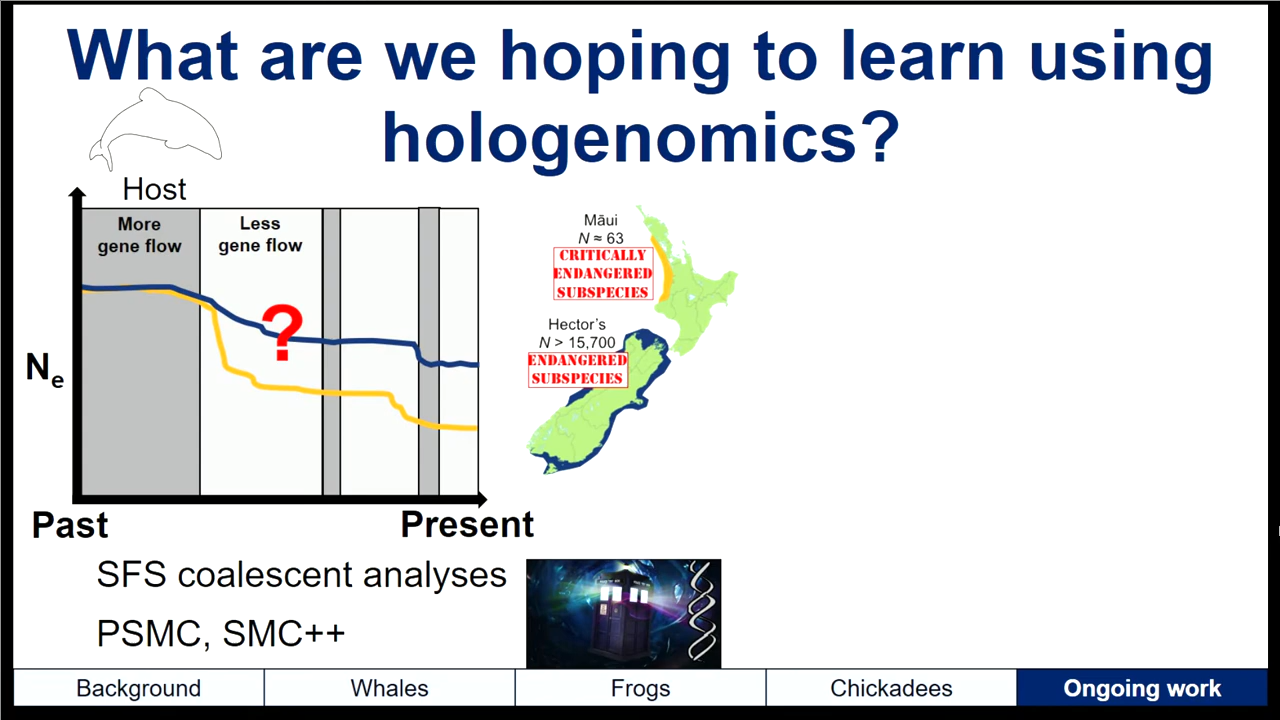 What are we hoping to learn using
hologenomics?
Host
More
gene flow
Less
gene flow
?
Ne
Past
Present
Māui
N ≈ 63
CRITICALLY
ENDANGERED
SUBSPECIES
Hector's
N > 15,700
ENDANGERED
SUBSPECIES
SFS coalescent analyses
PSMC, SMC++
Background
Whales
Frogs
Chickadees
Ongoing work